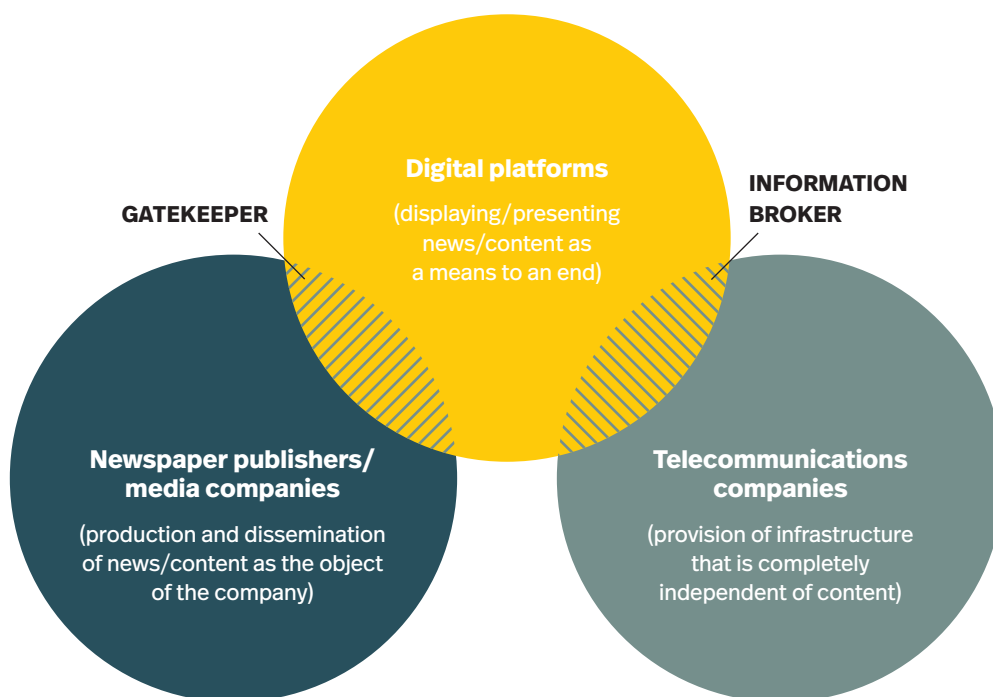 Digital platforms
(displaying/presenting
news/content as
a means to an end)
GATEKEEPER
INFORMATION
BROKER
Newspaper publishers/
media companies
(production and dissemination
of news/content as the object
of the company)
Telecommunications
companies
(provision of infrastructure
that is completely
independent of content)